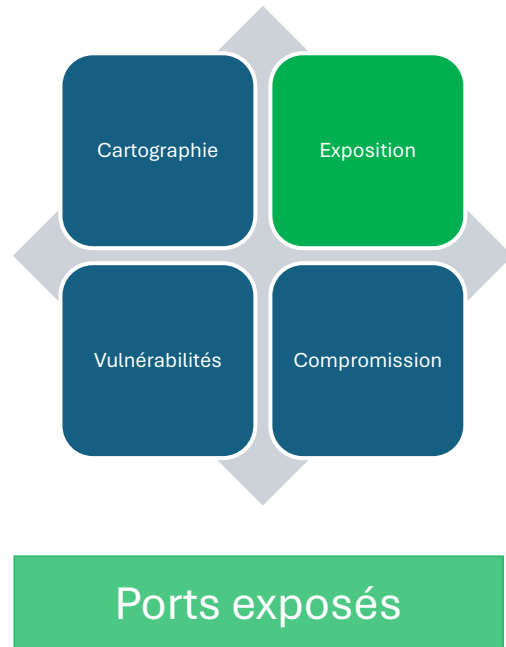 Cartographie
Exposition
Vulnérabilités
Compromission
Ports exposés